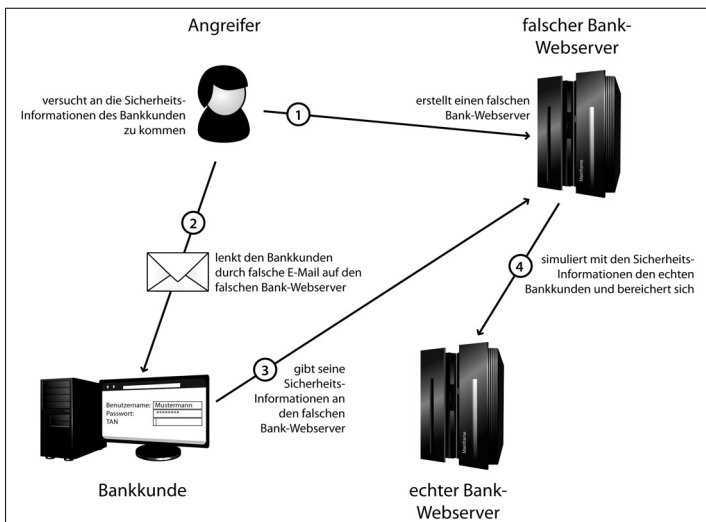 Angreifer
falscher Bank-
Webserver
versucht an die Sicherheits-
Informationen des Bankkunden
zu kommen
1
erstellt einen falschen
Bank-Webserver
Mainframe
2
lenkt den Bankkunden
durch falsche E-Mail auf den
falschen Bank-Webserver
4
simuliert mit den Sicherheits-
Informationen den echten
Bankkunden und bereichert sich
3
gibt seine
Sicherheits-
Informationen an
den falschen
Bank-Webserver
Benutzername: Mustermann
Passwort: ********
TAN
Mainframe
Bankkunde
echter Bank-
Webserver